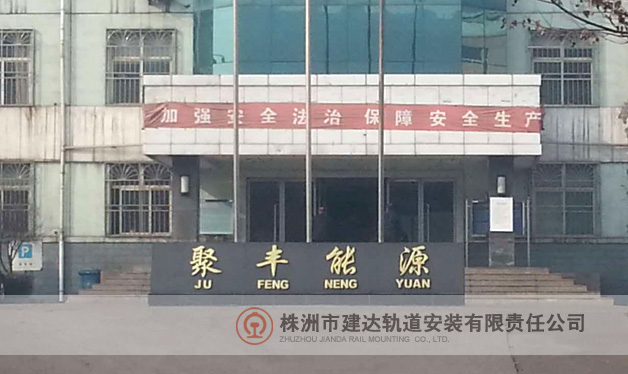 加强安全法治 保障安全生产
聚丰能源
JU FENG NENG YUAN
P
株洲市建达轨道安装有限责任公司
ZHUZHOU JIANDA RAIL MOUNTING CO., LTD.